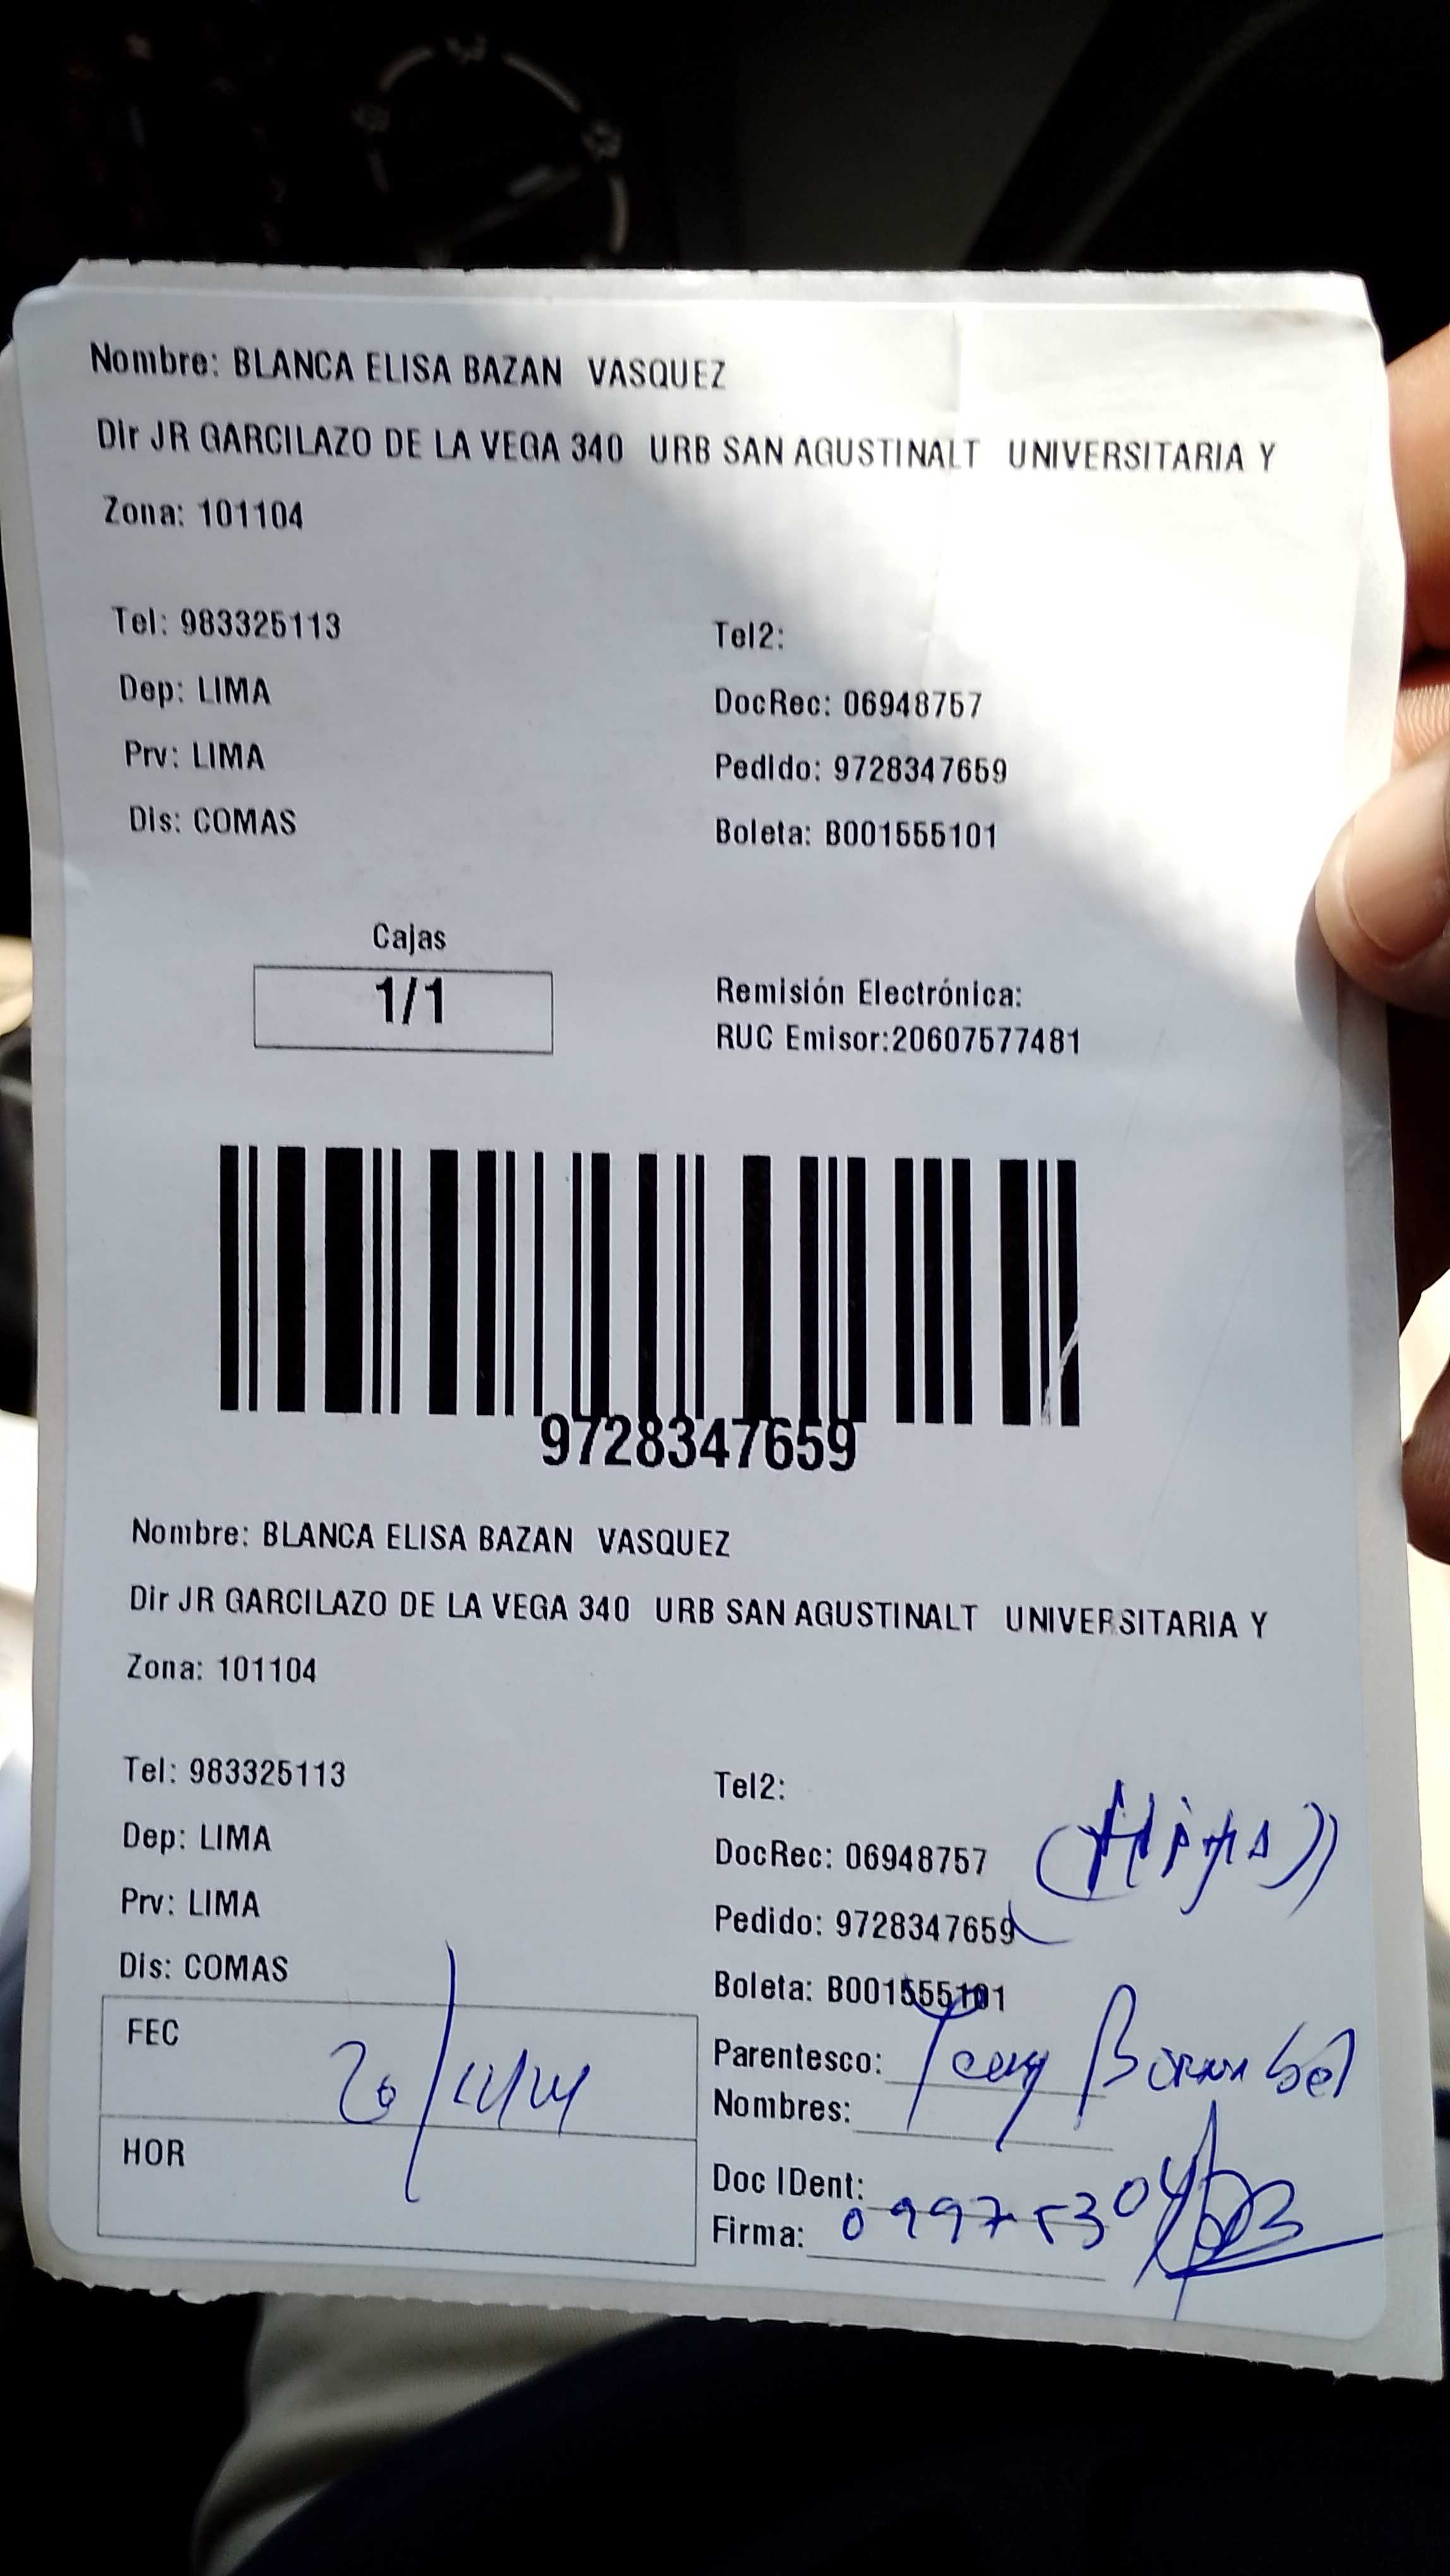 Nombre: BLANCA ELISA BAZAN VASQUEZ
Dir JR GARCILAZO DE LA VEGA 340 URB SAN AGUSTINALT UNIVERSITARIA Y
Zona: 101104
Tel: 983325113
Tel2:
Dep: LIMA
DocRec: 06948757
Prv: LIMA
Pedido: 9728347659
Dis: COMAS
Boleta: B001555101
Cajas
1/1
Remisión Electrónica:
RUC Emisor:20607577481
9728347659
Nombre: BLANCA ELISA BAZAN VASQUEZ
Dir JR GARCILAZO DE LA VEGA 340 URB SAN AGUSTINALT UNIVERSITARIA Y
Zona: 101104
Tel: 983325113
Tel2:
Dep: LIMA
DocRec: 06948757
Prv: LIMA
Pedido: 9728347659
Dis: COMAS
Boleta: B001555101
FEC
Parentesco:
Nombres:
HOR
Doc IDent:
Firma: